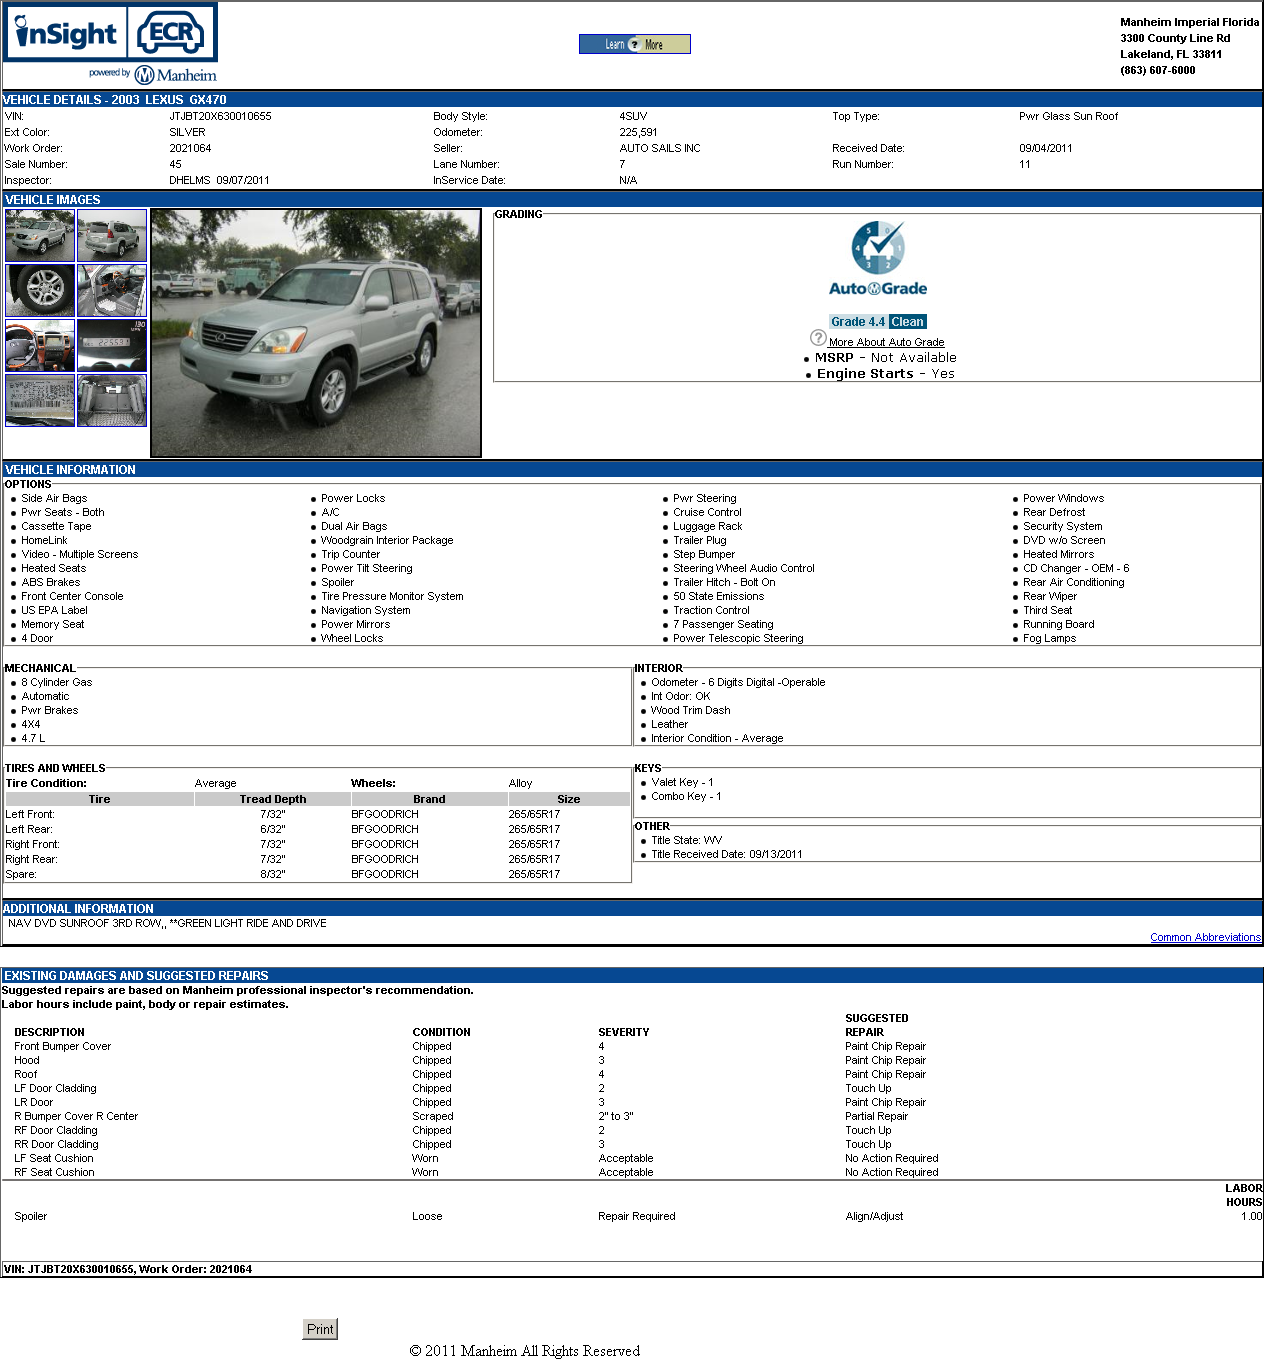 inSight ECR
powered by Manheim
Learn ? More
Manheim Imperial Florida
3300 County Line Rd
Lakeland, FL 33811
(863) 607-6000
VEHICLE DETAILS - 2003 LEXUS GX470
VIN: JTJBT20X630010655 Body Style: 4SUV Top Type: Pwr Glass Sun Roof
Ext Color: SILVER Odometer: 225,591
Work Order: 2021064 Seller: AUTO SAILS INC Received Date: 09/04/2011
Sale Number: 45 Lane Number: 7 Run Number: 11
Inspector: DHELMS 09/07/2011 InService Date: N/A
VEHICLE IMAGES
GRADING
5 0 4 1 3 2
AutoGrade
Grade 4.4 Clean
? More About Auto Grade
• MSRP - Not Available
• Engine Starts - Yes
225591
VEHICLE INFORMATION
OPTIONS
• Side Air Bags • Power Locks • Pwr Steering • Power Windows
• Pwr Seats - Both • A/C • Cruise Control • Rear Defrost
• Cassette Tape • Dual Air Bags • Luggage Rack • Security System
• HomeLink • Woodgrain Interior Package • Trailer Plug • DVD w/o Screen
• Video - Multiple Screens • Trip Counter • Step Bumper • Heated Mirrors
• Heated Seats • Power Tilt Steering • Steering Wheel Audio Control • CD Changer - OEM - 6
• ABS Brakes • Spoiler • Trailer Hitch - Bolt On • Rear Air Conditioning
• Front Center Console • Tire Pressure Monitor System • 50 State Emissions • Rear Wiper
• US EPA Label • Navigation System • Traction Control • Third Seat
• Memory Seat • Power Mirrors • 7 Passenger Seating • Running Board
• 4 Door • Wheel Locks • Power Telescopic Steering • Fog Lamps
MECHANICAL
• 8 Cylinder Gas
• Automatic
• Pwr Brakes
• 4X4
• 4.7 L
INTERIOR
• Odometer - 6 Digits Digital -Operable
• Int Odor: OK
• Wood Trim Dash
• Leather
• Interior Condition - Average
TIRES AND WHEELS
Tire Condition: Average Wheels: Alloy
Tire Tread Depth Brand Size
Left Front: 7/32" BFGOODRICH 265/65R17
Left Rear: 6/32" BFGOODRICH 265/65R17
Right Front: 7/32" BFGOODRICH 265/65R17
Right Rear: 7/32" BFGOODRICH 265/65R17
Spare: 8/32" BFGOODRICH 265/65R17
KEYS
• Valet Key - 1
• Combo Key - 1
OTHER
• Title State: WV
• Title Received Date: 09/13/2011
ADDITIONAL INFORMATION
NAV DVD SUNROOF 3RD ROW,, **GREEN LIGHT RIDE AND DRIVE
Common Abbreviations
EXISTING DAMAGES AND SUGGESTED REPAIRS
Suggested repairs are based on Manheim professional inspector's recommendation.
Labor hours include paint, body or repair estimates.
DESCRIPTION CONDITION SEVERITY SUGGESTED REPAIR
Front Bumper Cover Chipped 4 Paint Chip Repair
Hood Chipped 3 Paint Chip Repair
Roof Chipped 4 Paint Chip Repair
LF Door Cladding Chipped 2 Touch Up
LR Door Chipped 3 Paint Chip Repair
R Bumper Cover R Center Scraped 2" to 3" Partial Repair
RF Door Cladding Chipped 2 Touch Up
RR Door Cladding Chipped 3 Touch Up
LF Seat Cushion Worn Acceptable No Action Required
RF Seat Cushion Worn Acceptable No Action Required
LABOR HOURS
Spoiler Loose Repair Required Align/Adjust 1.00
VIN: JTJBT20X630010655, Work Order: 2021064
Print
© 2011 Manheim All Rights Reserved